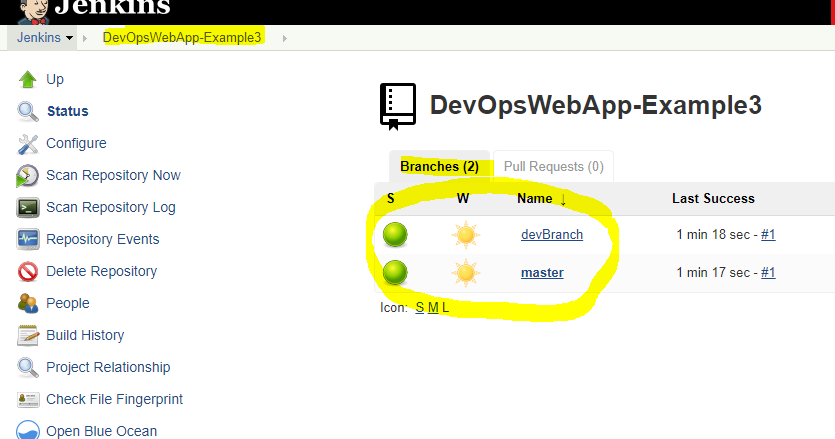 Jenkins
Jenkins DevOpsWebApp-Example3
Up
Status
Configure
Scan Repository Now
Scan Repository Log
Repository Events
Delete Repository
People
Build History
Project Relationship
Check File Fingerprint
Open Blue Ocean
DevOpsWebApp-Example3
Branches (2) Pull Requests (0)
S W Name ↓ Last Success
devBranch 1 min 18 sec - #1
master 1 min 17 sec - #1
Icon: S M L